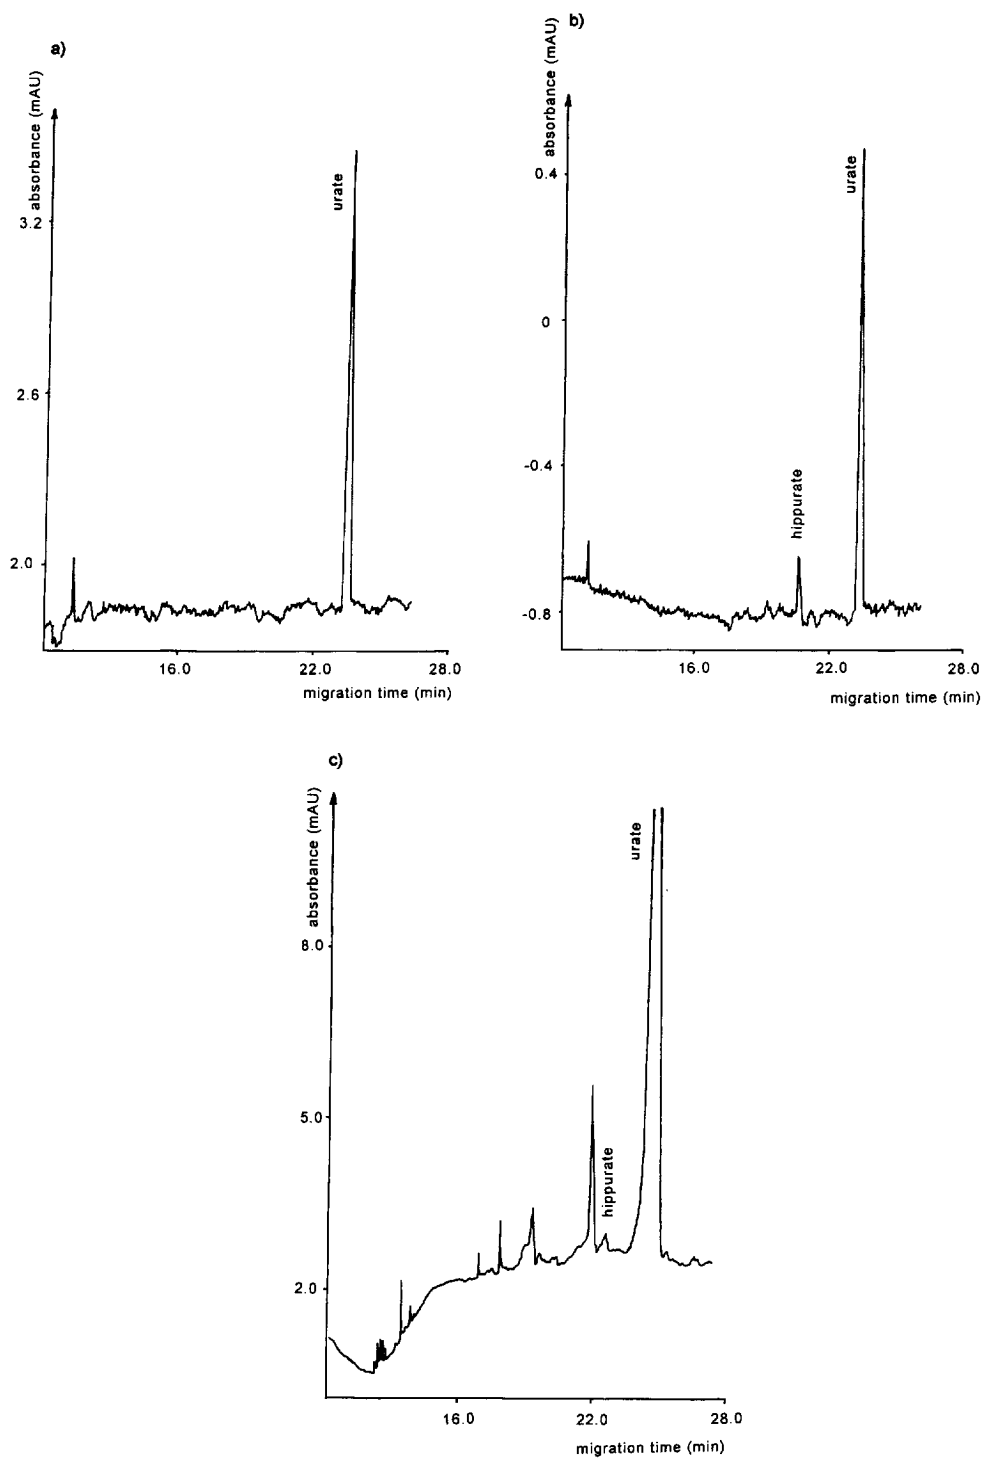 a)
absorbance (mAU)
3.2
2.6
2.0
urate
16.0 22.0 28.0
migration time (min)
b)
absorbance (mAU)
0.4
0
-0.4
-0.8
hippurate
urate
16.0 22.0 28.0
migration time (min)
c)
absorbance (mAU)
8.0
5.0
2.0
hippurate
urate
16.0 22.0 28.0
migration time (min)